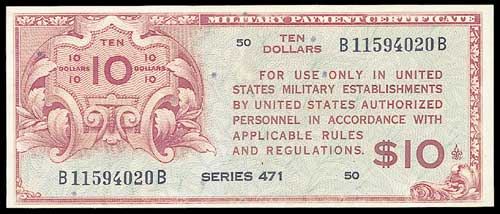 MILITARY PAYMENT CERTIFICATE
TEN
10 10
DOLLARS 10 DOLLARS
10 10
50 TEN DOLLARS B11594020B
FOR USE ONLY IN UNITED
STATES MILITARY ESTABLISHMENTS
BY UNITED STATES AUTHORIZED
PERSONNEL IN ACCORDANCE WITH
APPLICABLE RULES
AND REGULATIONS.
$10
B11594020B SERIES 471 50